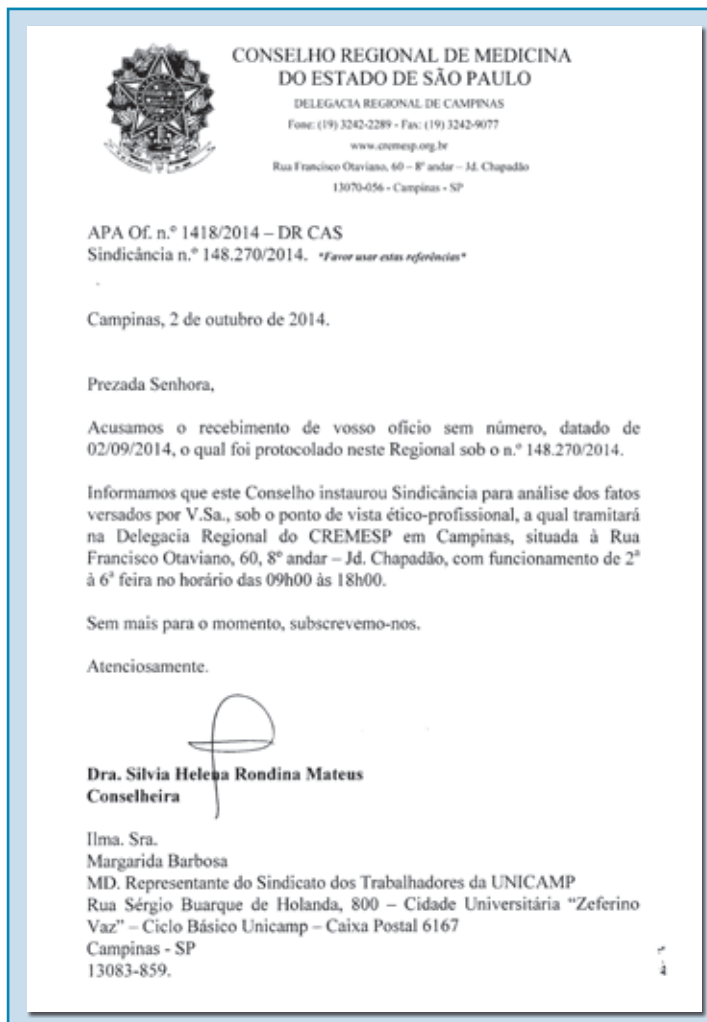 CONSELHO REGIONAL DE MEDICINA
DO ESTADO DE SÃO PAULO
DELEGACIA REGIONAL DE CAMPINAS
Fone: (19) 3242-2289 - Fax: (19) 3242-9077
www.cremesp.org.br
Rua Francisco Otaviano, 60 – 8º andar – Jd. Chapadão
13070-056 - Campinas - SP
APA Of. n.º 1418/2014 – DR CAS
Sindicância n.º 148.270/2014. *Favor usar estas referências*
Campinas, 2 de outubro de 2014.
Prezada Senhora,
Acusamos o recebimento de vosso ofício sem número, datado de
02/09/2014, o qual foi protocolado neste Regional sob o n.º 148.270/2014.
Informamos que este Conselho instaurou Sindicância para análise dos fatos
versados por V.Sa., sob o ponto de vista ético-profissional, a qual tramitará
na Delegacia Regional do CREMESP em Campinas, situada à Rua
Francisco Otaviano, 60, 8º andar – Jd. Chapadão, com funcionamento de 2ª
à 6ª feira no horário das 09h00 às 18h00.
Sem mais para o momento, subscrevemo-nos.
Atenciosamente.
Dra. Silvia Helena Rondina Mateus
Conselheira
Ilma. Sra.
Margarida Barbosa
MD. Representante do Sindicato dos Trabalhadores da UNICAMP
Rua Sérgio Buarque de Holanda, 800 – Cidade Universitária “Zeferino
Vaz” – Ciclo Básico Unicamp – Caixa Postal 6167
Campinas - SP
13083-859.